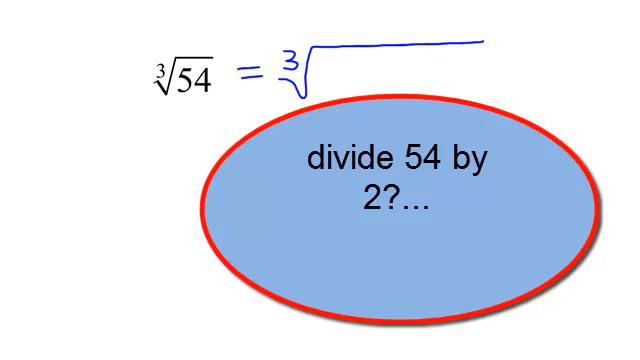 ∛54 = ∛
divide 54 by
2?...